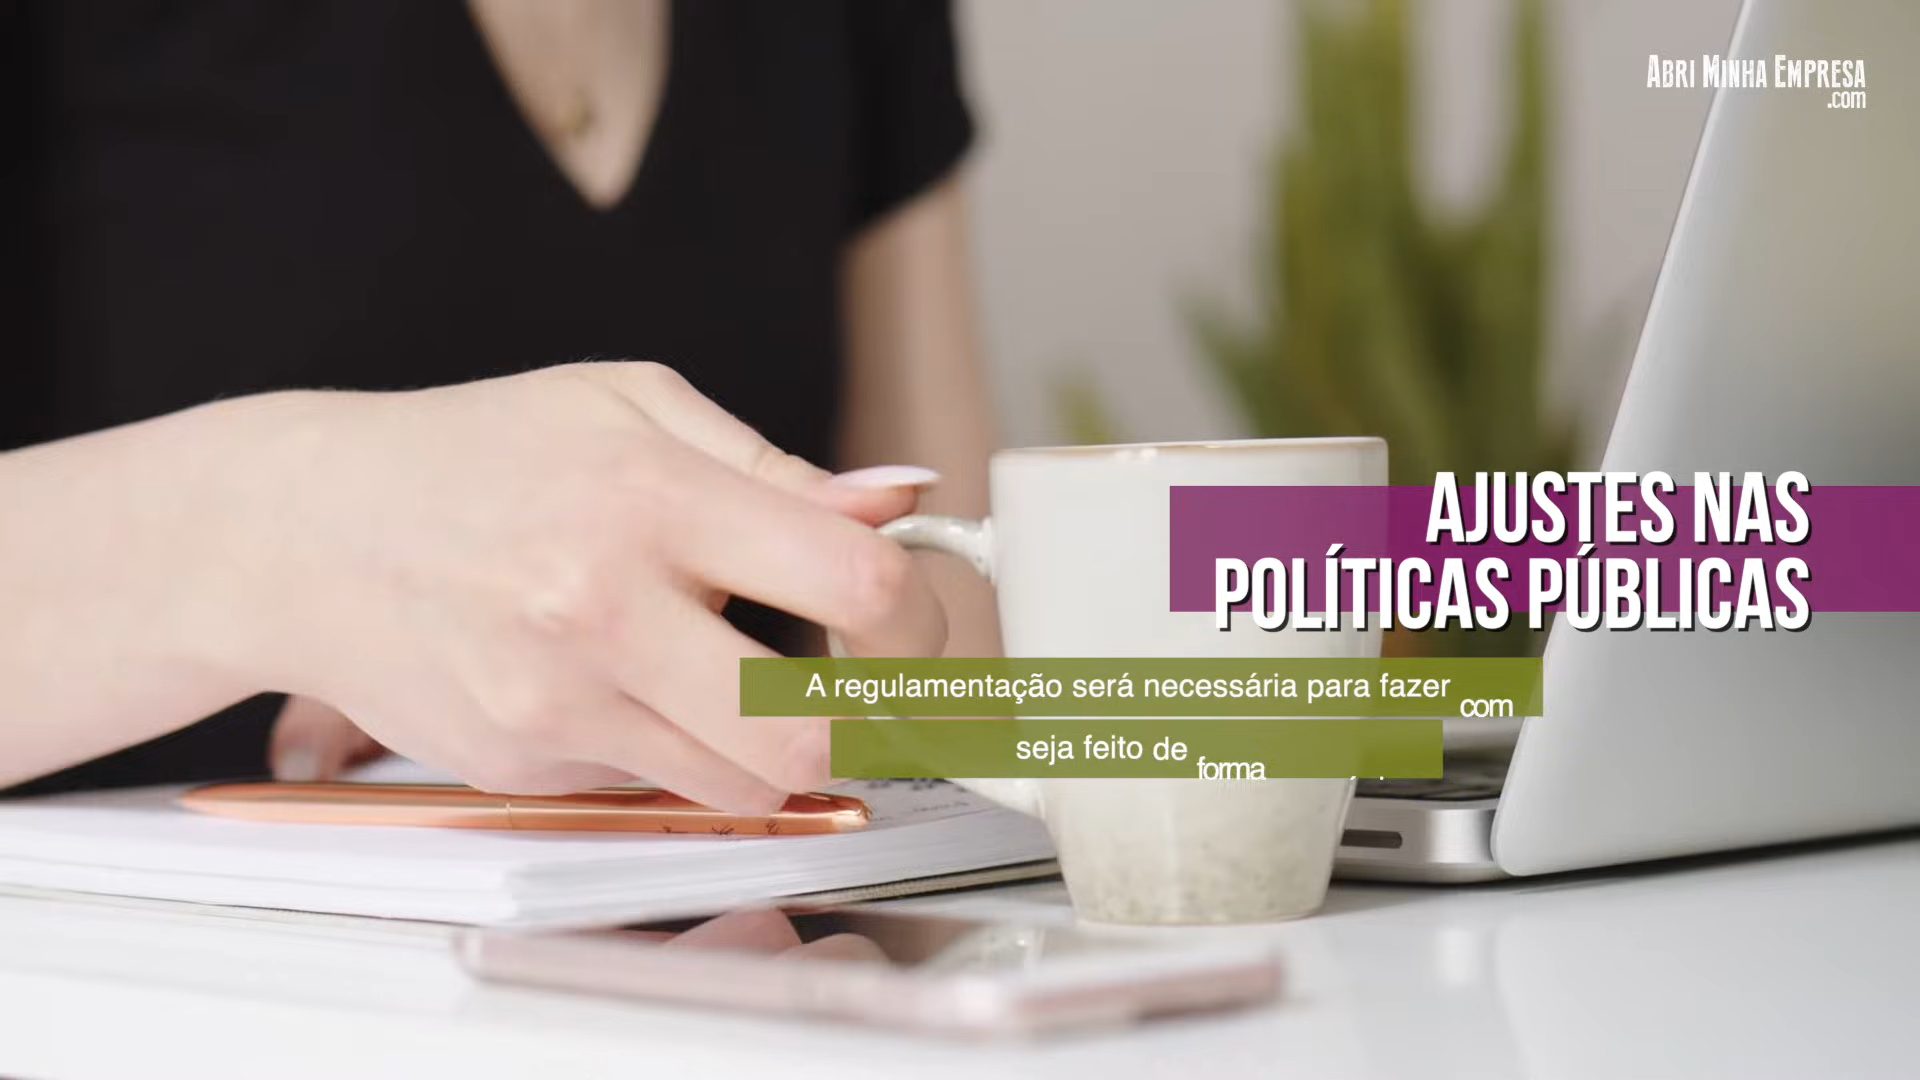 ABRI MINHA EMPRESA
.com
AJUSTES NAS
POLÍTICAS PÚBLICAS
A regulamentação será necessária para fazer com
seja feito de forma